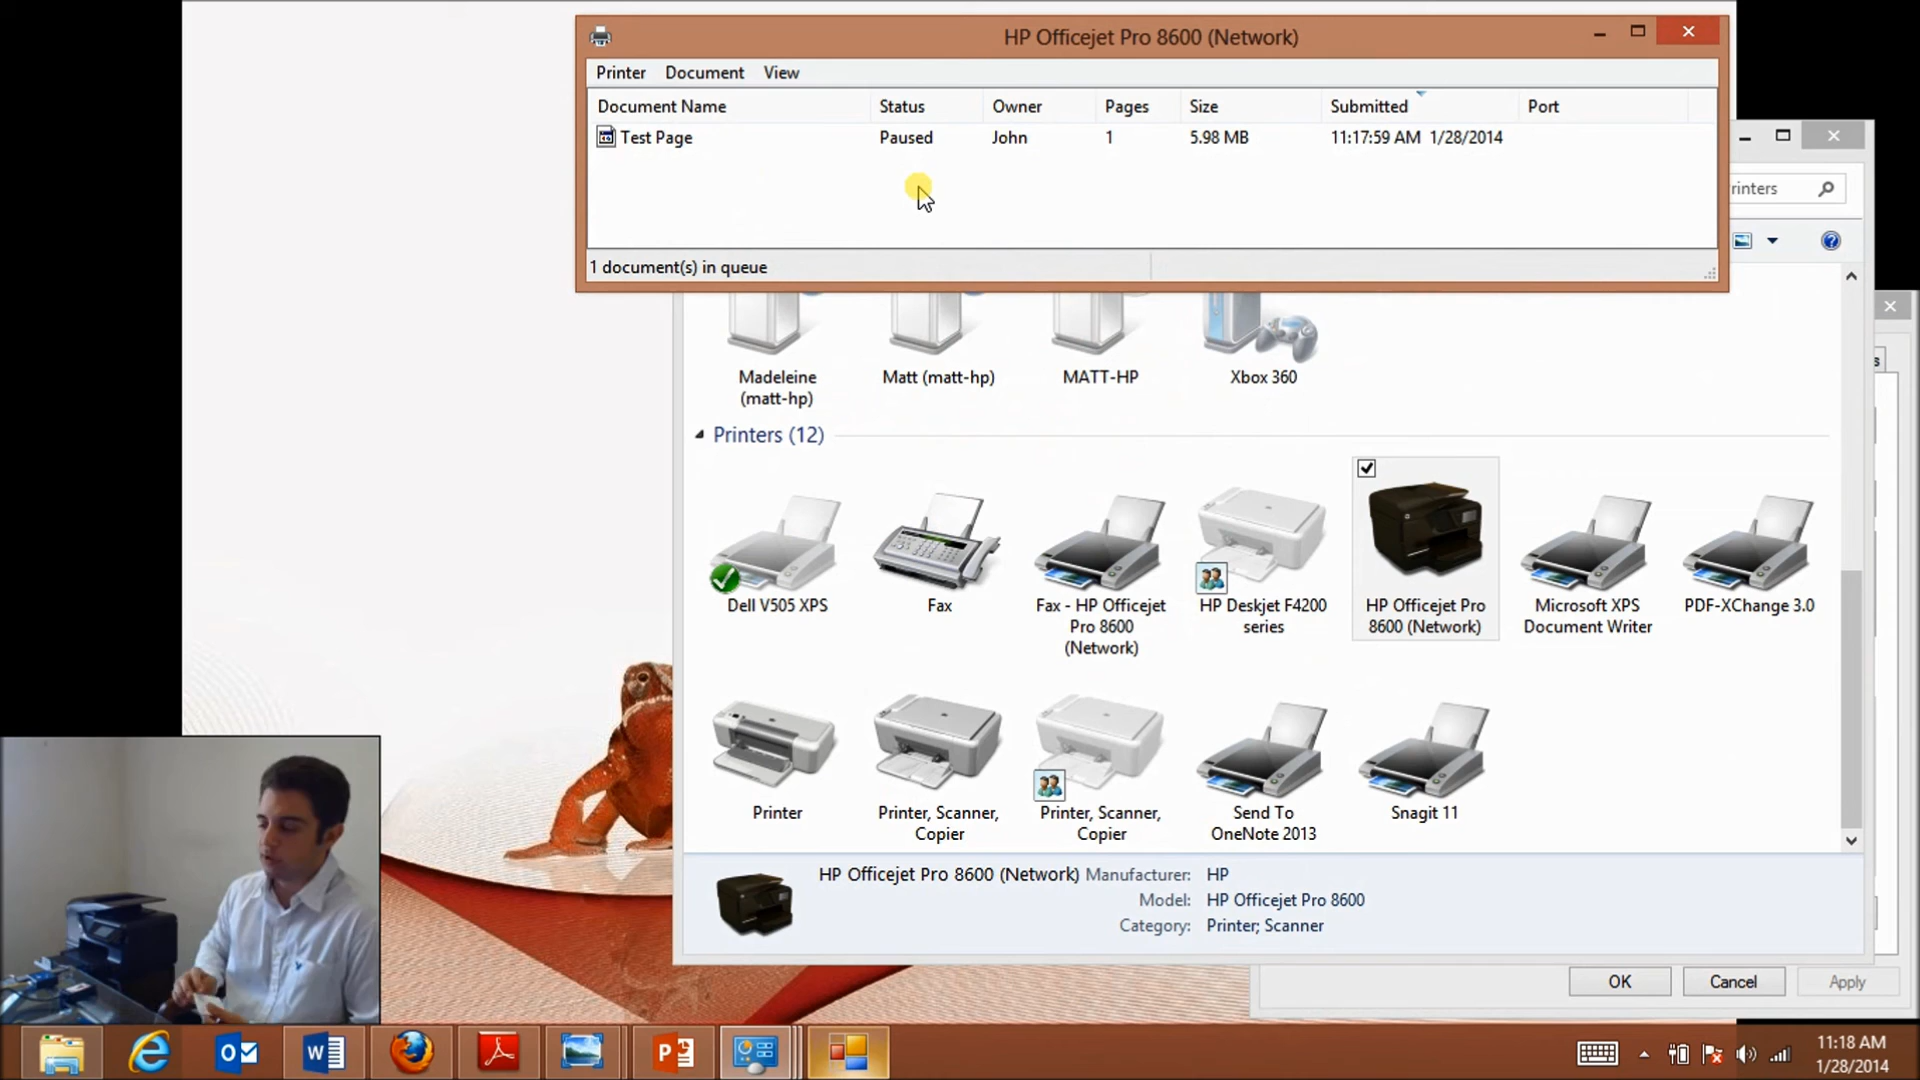 HP Officejet Pro 8600 (Network)
Printer Document View
Document Name Status Owner Pages Size Submitted Port
Test Page Paused John 1 5.98 MB 11:17:59 AM 1/28/2014
1 document(s) in queue
rinters
Madeleine
(matt-hp)
Matt (matt-hp)
MATT-HP
Xbox 360
Printers (12)
Dell V505 XPS
Fax
Fax - HP Officejet
Pro 8600
(Network)
HP Deskjet F4200
series
HP Officejet Pro
8600 (Network)
Microsoft XPS
Document Writer
PDF-XChange 3.0
Printer
Printer, Scanner,
Copier
Printer, Scanner,
Copier
Send To
OneNote 2013
Snagit 11
HP Officejet Pro 8600 (Network) Manufacturer: HP
Model: HP Officejet Pro 8600
Category: Printer; Scanner
OK Cancel Apply
11:18 AM
1/28/2014